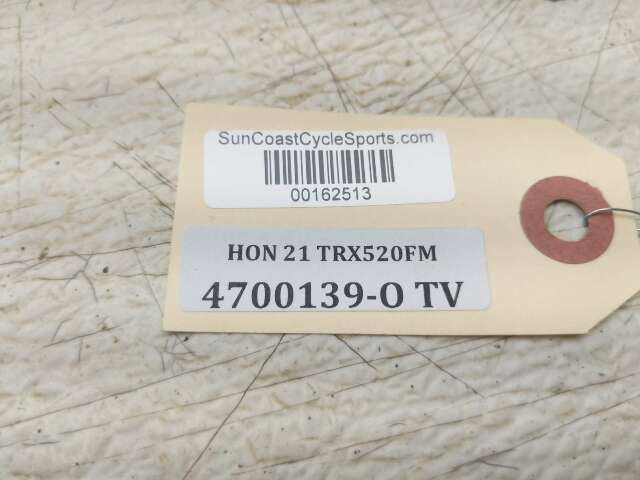 SunCoastCycleSports.com
00162513
HON 21 TRX520FM
4700139-O TV